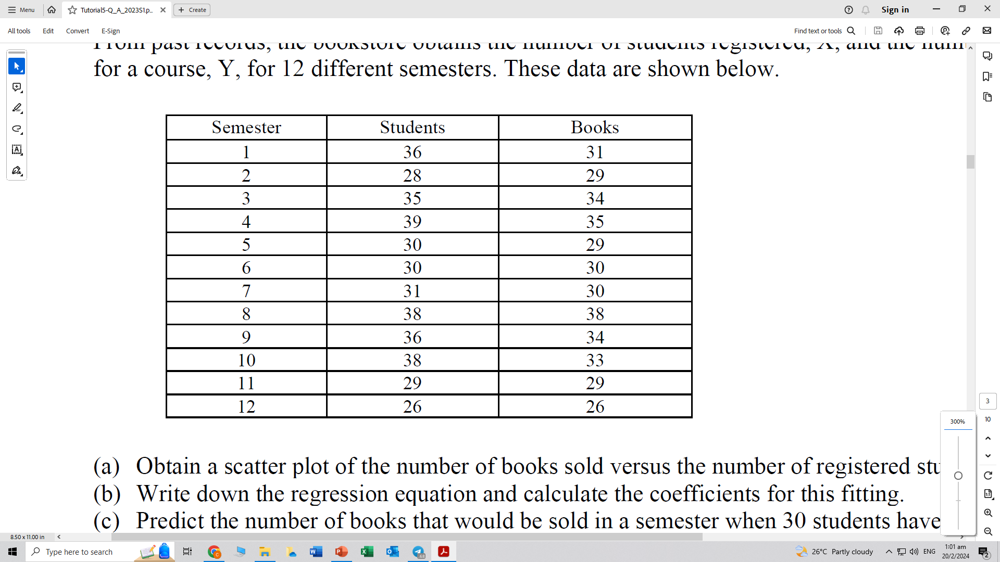 Menu
Tutorial5-Q_A_2023S1.p...
Create
Sign in
All tools Edit Convert E-Sign
Find text or tools
From past records, the bookstore obtains the number of students registered, X, and the num
for a course, Y, for 12 different semesters. These data are shown below.
Semester Students Books
1 36 31
2 28 29
3 35 34
4 39 35
5 30 29
6 30 30
7 31 30
8 38 38
9 36 34
10 38 33
11 29 29
12 26 26
(a) Obtain a scatter plot of the number of books sold versus the number of registered stu
(b) Write down the regression equation and calculate the coefficients for this fitting.
(c) Predict the number of books that would be sold in a semester when 30 students have
3
10
300%
8.50 x 11.00 in
Type here to search
26°C Partly cloudy
ENG
1:01 am
20/2/2024
2